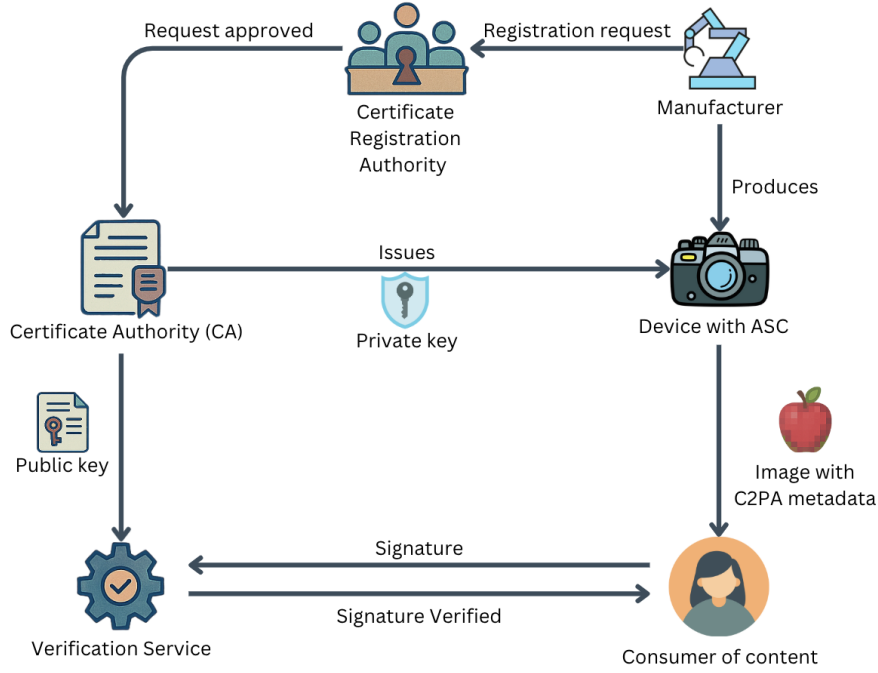 Request approved
Registration request
Certificate
Registration
Authority
Manufacturer
Produces
Issues
Private key
Certificate Authority (CA)
Device with ASC
Public key
Image with
C2PA metadata
Signature
Signature Verified
Verification Service
Consumer of content